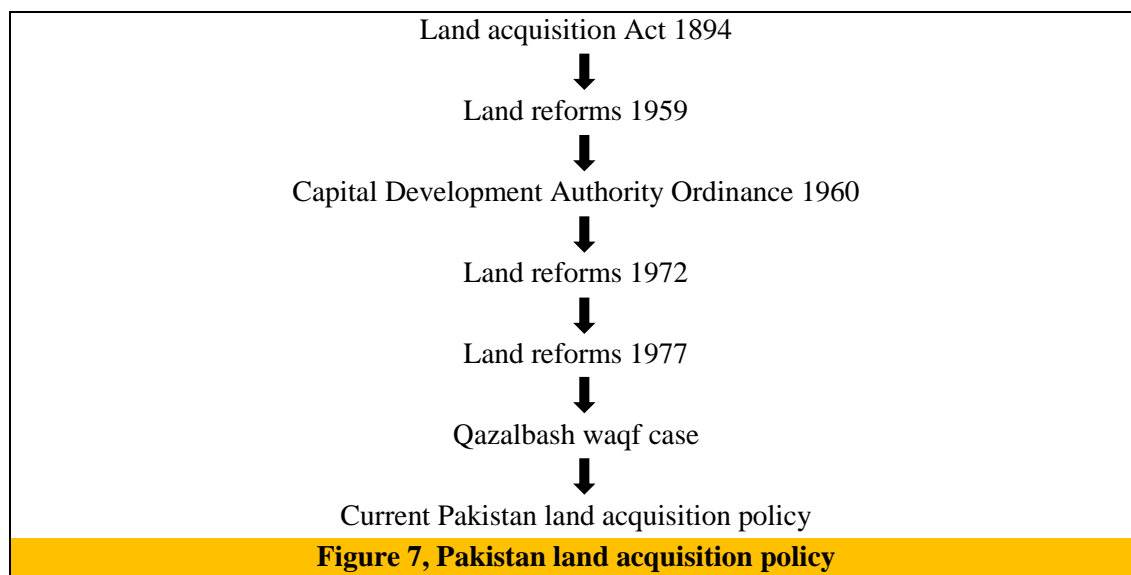 Land acquisition Act 1894
Land reforms 1959
Capital Development Authority Ordinance 1960
Land reforms 1972
Land reforms 1977
Qazalbash waqf case
Current Pakistan land acquisition policy
Figure 7, Pakistan land acquisition policy